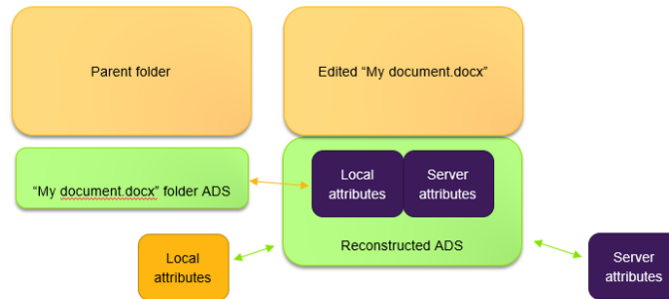 Parent folder
Edited “My document.docx”
“My document.docx” folder ADS
Local
attributes
Server
attributes
Reconstructed ADS
Local
attributes
Server
attributes